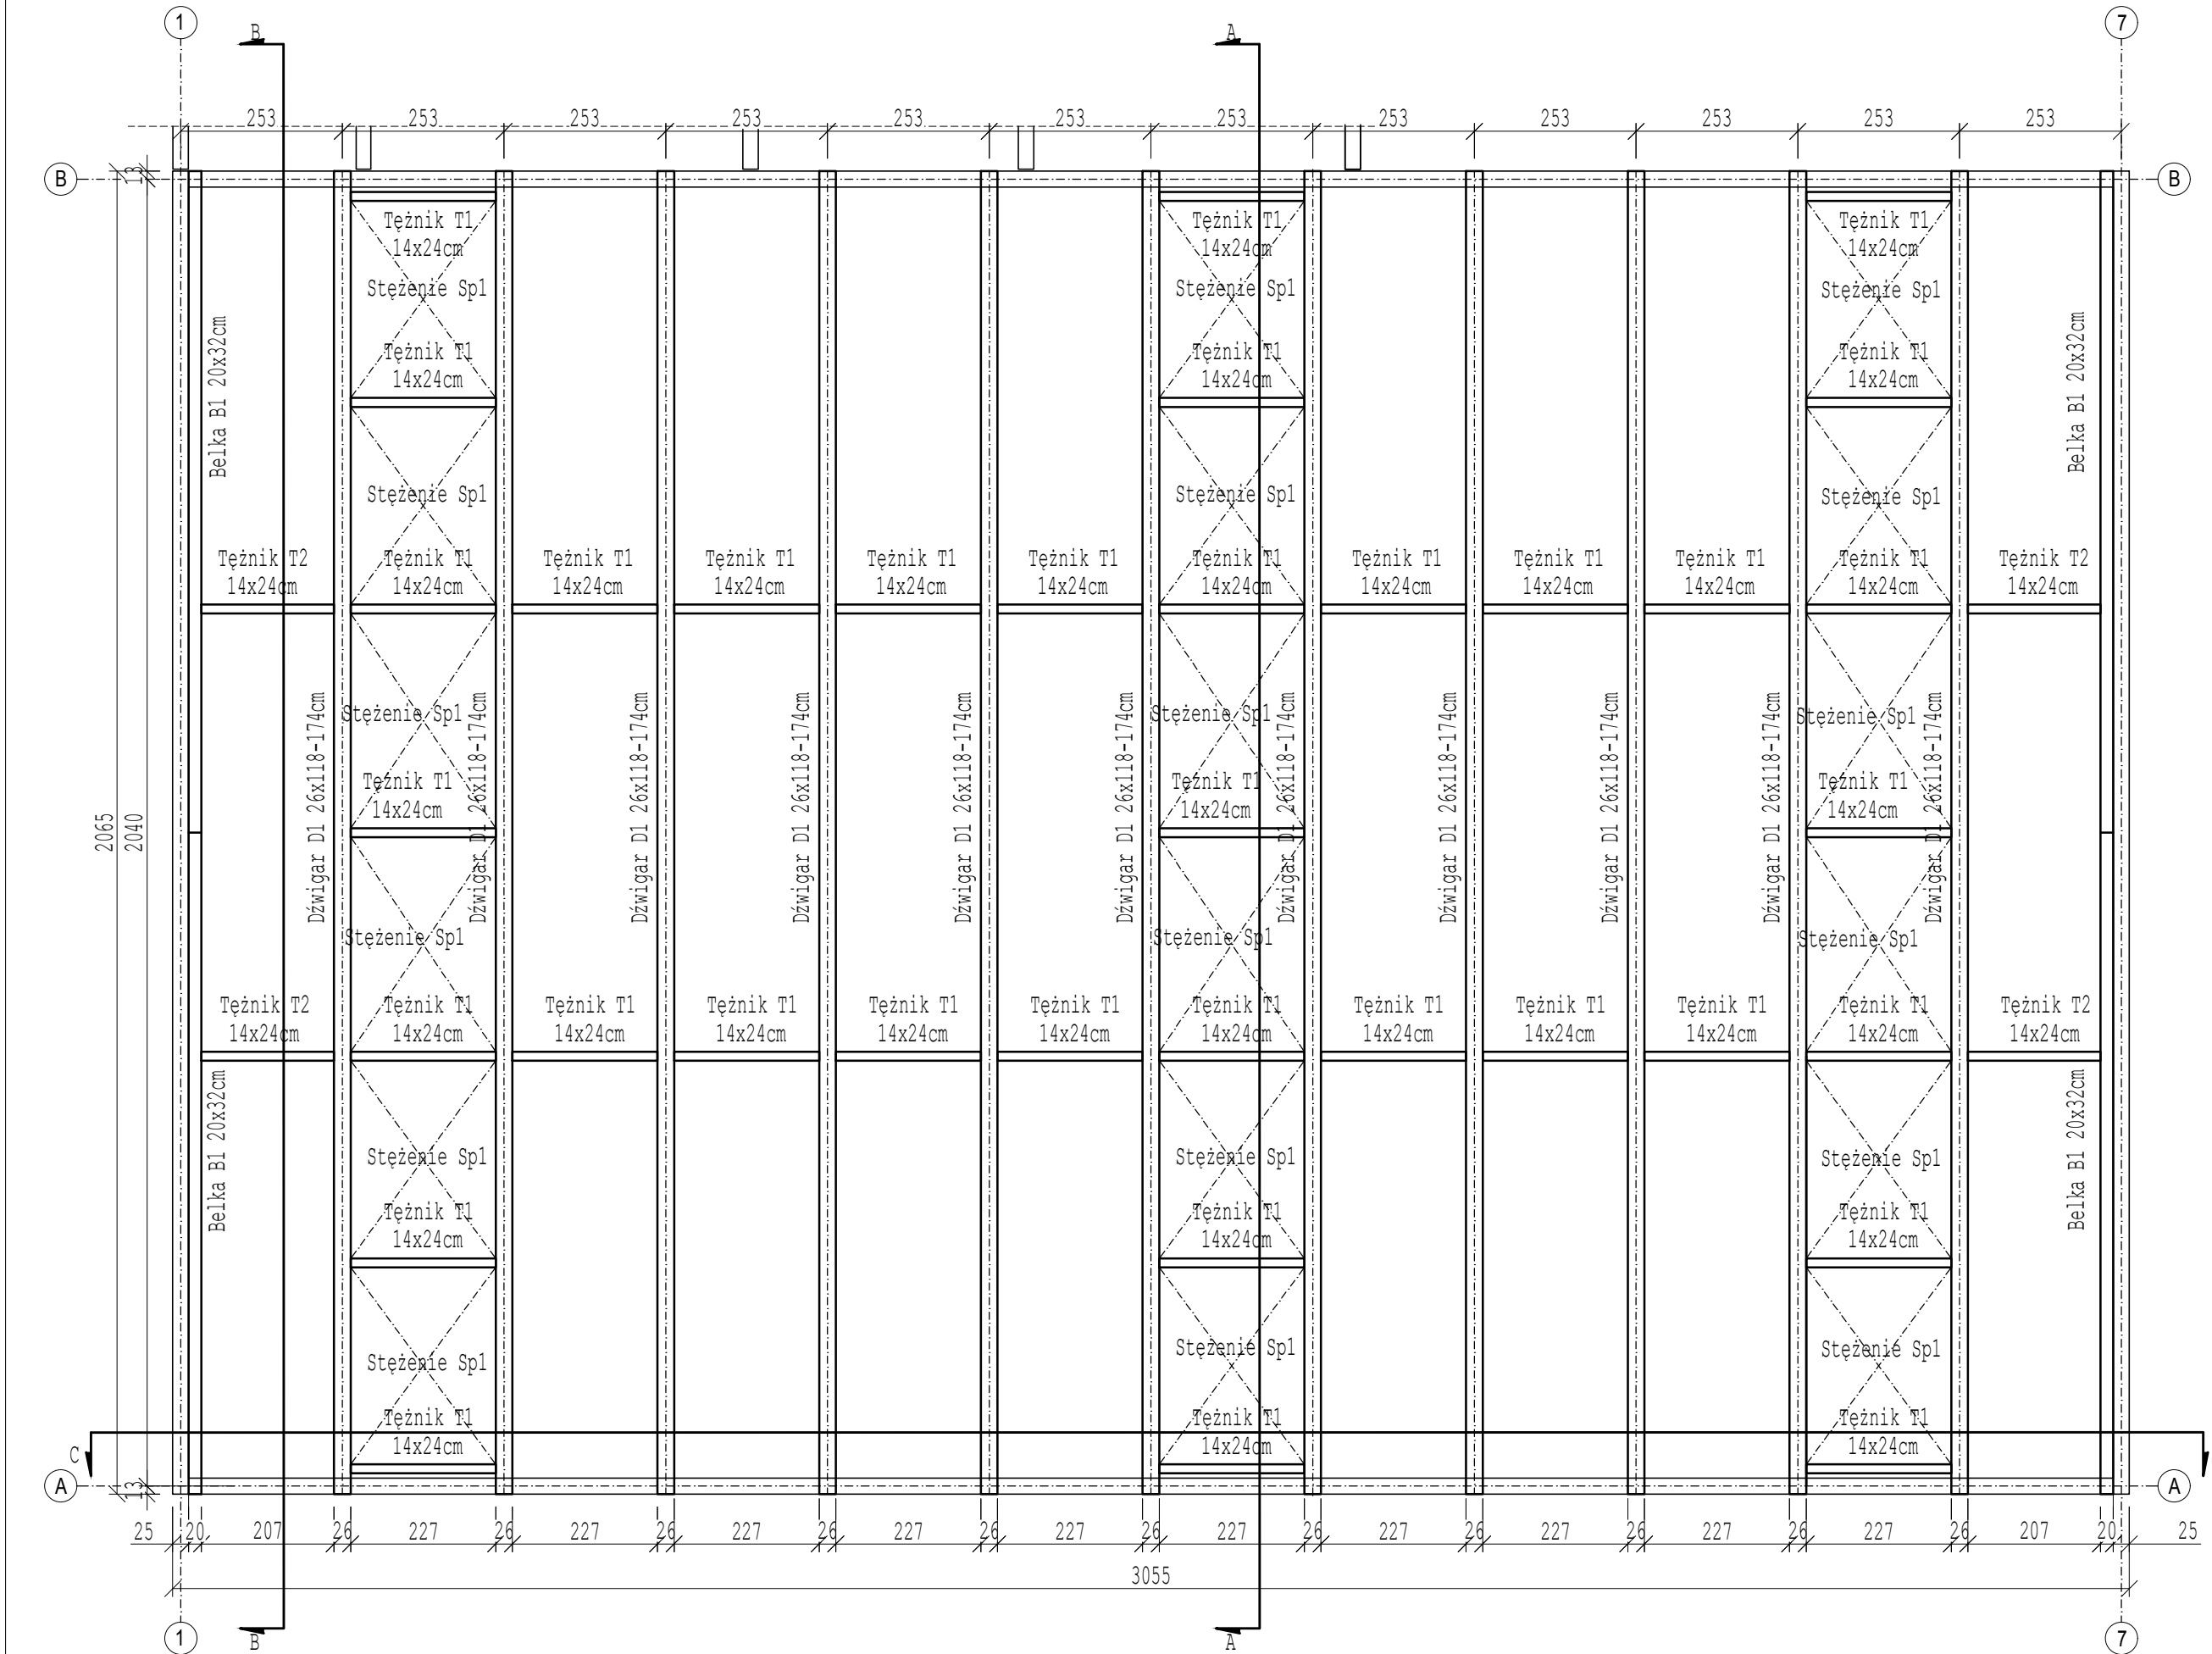 1
7
B
A
253 253 253 253 253 253 253 253 253 253 253 253
B
B
13
Tężnik T1
14x24cm
Tężnik T1
14x24cm
Tężnik T1
14x24cm
Stężenie Sp1
Stężenie Sp1
Stężenie Sp1
Belka B1 20x32cm
Belka B1 20x32cm
Tężnik T1
14x24cm
Tężnik T1
14x24cm
Tężnik T1
14x24cm
Stężenie Sp1
Stężenie Sp1
Stężenie Sp1
Tężnik T2
14x24cm
Tężnik T1
14x24cm
Tężnik T1
14x24cm
Tężnik T1
14x24cm
Tężnik T1
14x24cm
Tężnik T1
14x24cm
Tężnik T1
14x24cm
Tężnik T1
14x24cm
Tężnik T1
14x24cm
Tężnik T1
14x24cm
Tężnik T1
14x24cm
Tężnik T2
14x24cm
Stężenie Sp1
Stężenie Sp1
Stężenie Sp1
Dźwigar D1 26x118-174cm
Dźwigar D1 26x118-174cm
Dźwigar D1 26x118-174cm
Dźwigar D1 26x118-174cm
Dźwigar D1 26x118-174cm
Dźwigar D1 26x118-174cm
Dźwigar D1 26x118-174cm
Dźwigar D1 26x118-174cm
Dźwigar D1 26x118-174cm
Dźwigar D1 26x118-174cm
Dźwigar D1 26x118-174cm
Tężnik T1
14x24cm
Tężnik T1
14x24cm
Tężnik T1
14x24cm
2065
2040
Stężenie Sp1
Stężenie Sp1
Stężenie Sp1
Tężnik T2
14x24cm
Tężnik T1
14x24cm
Tężnik T1
14x24cm
Tężnik T1
14x24cm
Tężnik T1
14x24cm
Tężnik T1
14x24cm
Tężnik T1
14x24cm
Tężnik T1
14x24cm
Tężnik T1
14x24cm
Tężnik T1
14x24cm
Tężnik T1
14x24cm
Tężnik T2
14x24cm
Belka B1 20x32cm
Belka B1 20x32cm
Stężenie Sp1
Stężenie Sp1
Stężenie Sp1
Tężnik T1
14x24cm
Tężnik T1
14x24cm
Tężnik T1
14x24cm
Stężenie Sp1
Stężenie Sp1
Stężenie Sp1
Tężnik T1
14x24cm
Tężnik T1
14x24cm
Tężnik T1
14x24cm
C
A
A
13
25 20 207 26 227 26 227 26 227 26 227 26 227 26 227 26 227 26 227 26 227 26 227 26 207 20 25
3055
1
B
A
7